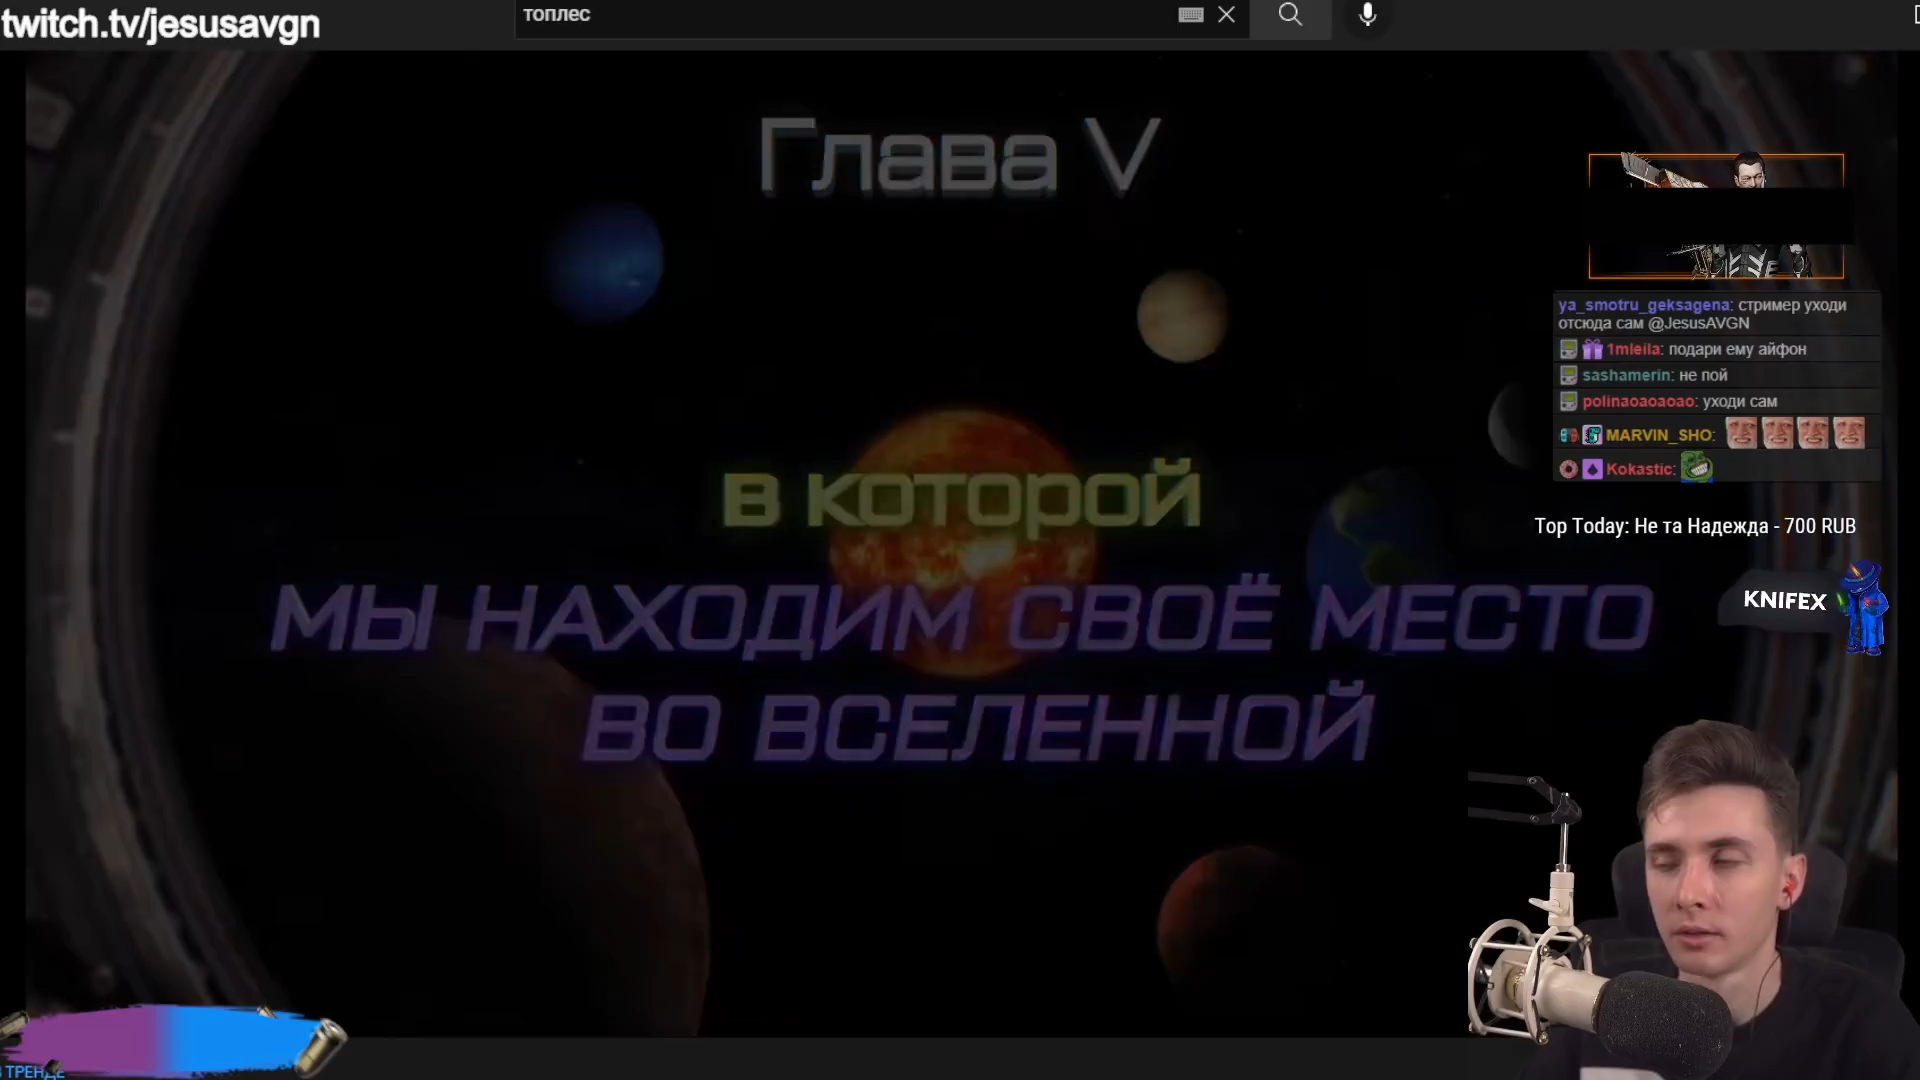 twitch.tv/jesusavgn
топлес
Глава V
в которой
МЫ НАХОДИМ СВОЁ МЕСТО
ВО ВСЕЛЕННОЙ
ya_smotru_geksagena: стример уходи
отсюда сам @JesusAVGN
1mleila: подари ему айфон
sashamerin: не пой
polinaoaoaoao: уходи сам
MARVIN_SHO:
Kokastic:
Top Today: Не та Надежда - 700 RUB
KNIFEX
В ТРЕНДЕ